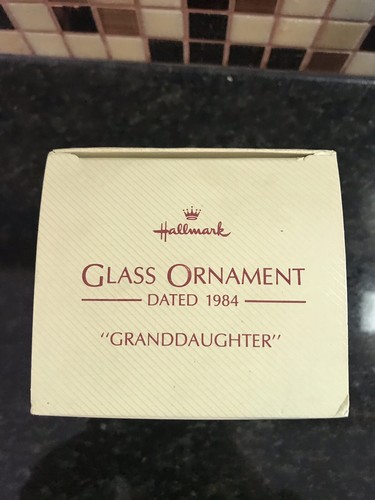 Hallmark
GLASS ORNAMENT
DATED 1984
"GRANDDAUGHTER"